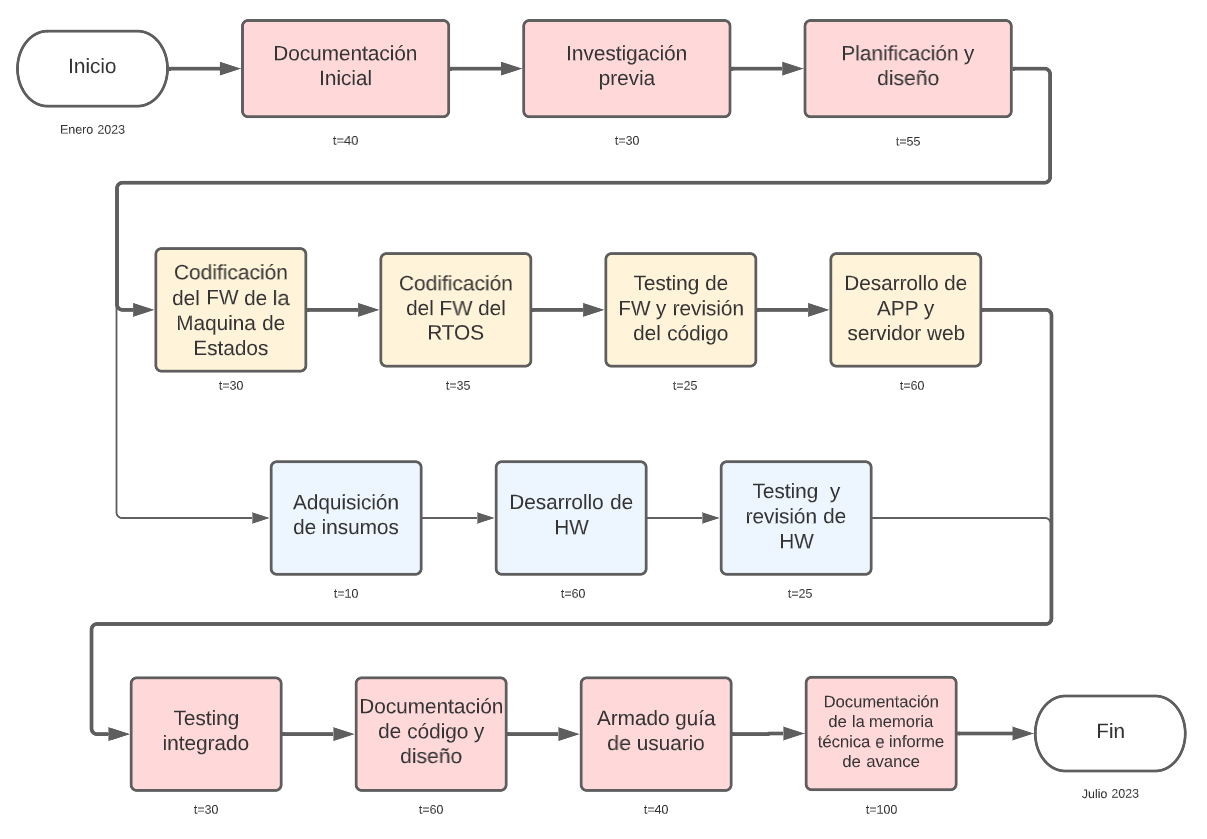 Inicio
Enero 2023
Documentación
Inicial
t=40
Investigación
previa
t=30
Planificación y
diseño
t=55
Codificación
del FW de la
Maquina de
Estados
t=30
Codificación
del FW del
RTOS
t=35
Testing de
FW y revisión
del código
t=25
Desarrollo de
APP y
servidor web
t=60
Adquisición
de insumos
t=10
Desarrollo de
HW
t=60
Testing y
revisión de
HW
t=25
Testing
integrado
t=30
Documentación
de código y
diseño
t=60
Armado guía
de usuario
t=40
Documentación
de la memoria
técnica e informe
de avance
t=100
Fin
Julio 2023